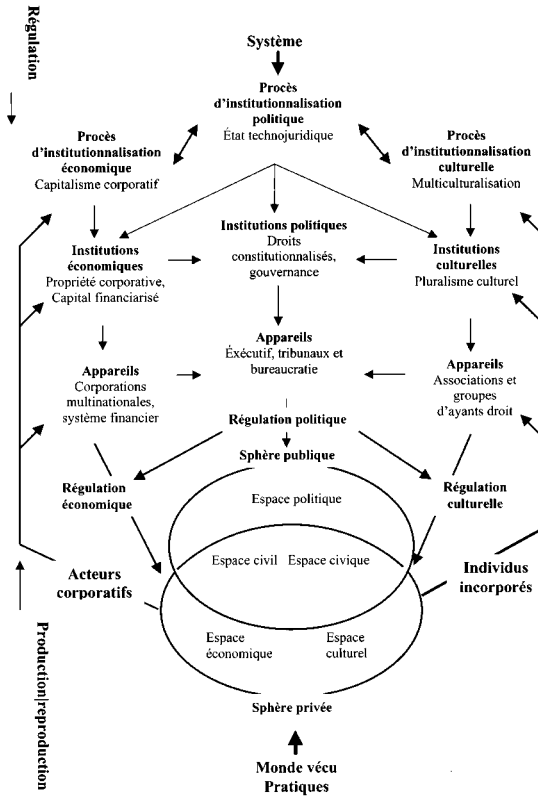 Régulation
Système
Procès
d'institutionnalisation
politique
État technojuridique
Procès
d'institutionnalisation
économique
Capitalisme corporatif
Procès
d'institutionnalisation
culturelle
Multiculturalisation
Institutions
économiques
Propriété corporative,
Capital financiarisé
Institutions politiques
Droits
constitutionnalisés,
gouvernance
Institutions
culturelles
Pluralisme culturel
Appareils
Corporations
multinationales,
système financier
Appareils
Éxécutif, tribunaux et
bureaucratie
Appareils
Associations et
groupes
d'ayants droit
Régulation politique
Sphère publique
Régulation
économique
Régulation
culturelle
Espace politique
Espace civil Espace civique
Acteurs
corporatifs
Individus
incorporés
Espace
économique
Espace
culturel
Sphère privée
Production|reproduction
Monde vécu
Pratiques